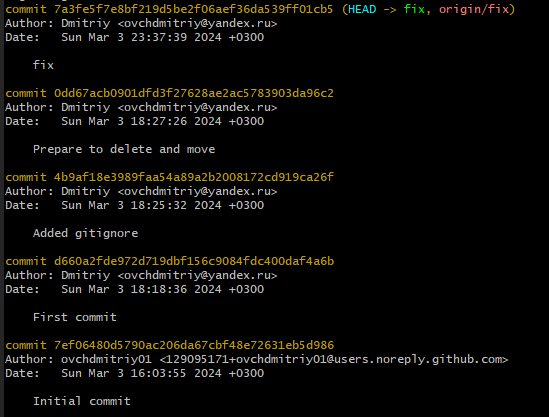 commit 7a3fe5f7e8bf219d5be2f06aef36da539ff01cb5 (HEAD -> fix, origin/fix)
Author: Dmitriy <ovchdmitriy@yandex.ru>
Date:   Sun Mar 3 23:37:39 2024 +0300
fix
commit 0dd67acb0901dfd3f27628ae2ac5783903da96c2
Author: Dmitriy <ovchdmitriy@yandex.ru>
Date:   Sun Mar 3 18:27:26 2024 +0300
Prepare to delete and move
commit 4b9af18e3989faa54a89a2b2008172cd919ca26f
Author: Dmitriy <ovchdmitriy@yandex.ru>
Date:   Sun Mar 3 18:25:32 2024 +0300
Added gitignore
commit d660a2fde972d719dbf156c9084fdc400daf4a6b
Author: Dmitriy <ovchdmitriy@yandex.ru>
Date:   Sun Mar 3 18:18:36 2024 +0300
First commit
commit 7ef06480d5790ac206da67cbf48e72631eb5d986
Author: ovchdmitriy01 <129095171+ovchdmitriy01@users.noreply.github.com>
Date:   Sun Mar 3 16:03:55 2024 +0300
Initial commit